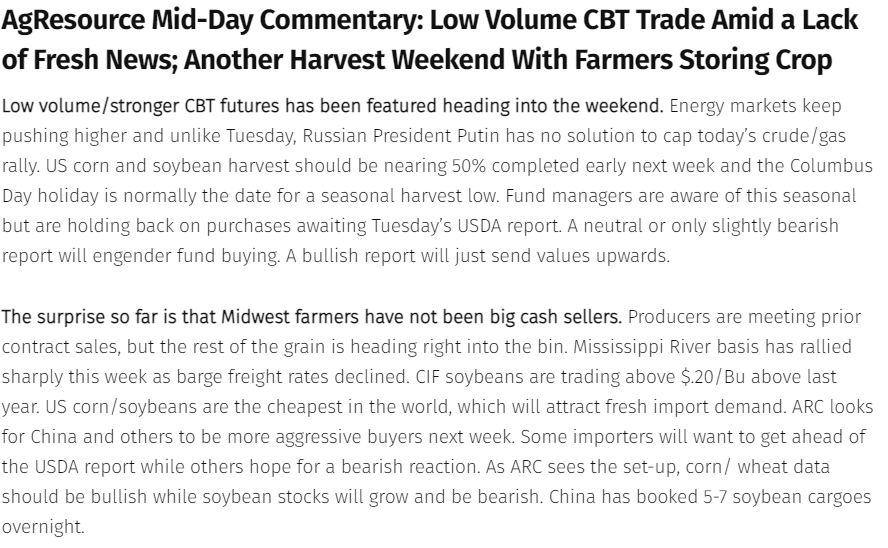 AgResource Mid-Day Commentary: Low Volume CBT Trade Amid a Lack
of Fresh News; Another Harvest Weekend With Farmers Storing Crop
Low volume/stronger CBT futures has been featured heading into the weekend. Energy markets keep
pushing higher and unlike Tuesday, Russian President Putin has no solution to cap today's crude/gas
rally. US corn and soybean harvest should be nearing 50% completed early next week and the Columbus
Day holiday is normally the date for a seasonal harvest low. Fund managers are aware of this seasonal
but are holding back on purchases awaiting Tuesday's USDA report. A neutral or only slightly bearish
report will engender fund buying. A bullish report will just send values upwards.
The surprise so far is that Midwest farmers have not been big cash sellers. Producers are meeting prior
contract sales, but the rest of the grain is heading right into the bin. Mississippi River basis has rallied
sharply this week as barge freight rates declined. CIF soybeans are trading above $.20/Bu above last
year. US corn/soybeans are the cheapest in the world, which will attract fresh import demand. ARC looks
for China and others to be more aggressive buyers next week. Some importers will want to get ahead of
the USDA report while others hope for a bearish reaction. As ARC sees the set-up, corn/ wheat data
should be bullish while soybean stocks will grow and be bearish. China has booked 5-7 soybean cargoes
overnight.